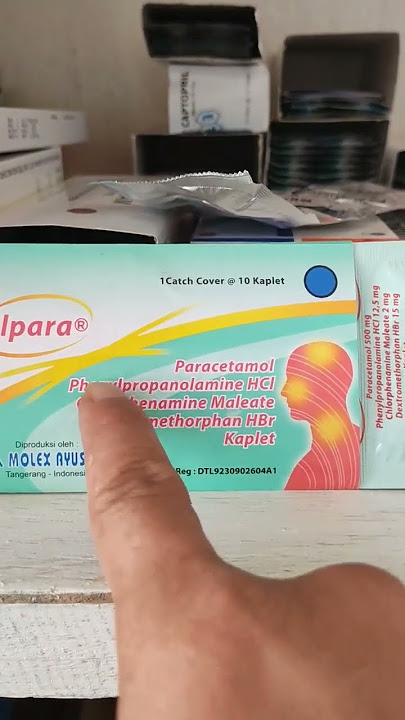 CAPTOPRIL
1Catch Cover @ 10 Kaplet
lpara®
Paracetamol
Phenylpropanolamine HCl
henamine Maleate
methorphan HBr
Kaplet
Diproduksi oleh :
MOLEX AYUS
Tangerang - Indonesi
Reg : DTL9230902604A1
Paracetamol 500 mg
Phenylpropanolamine HCl 12,5 mg
Chlorphenamine Maleate 2 mg
Dextromethorphan HBr 15 mg